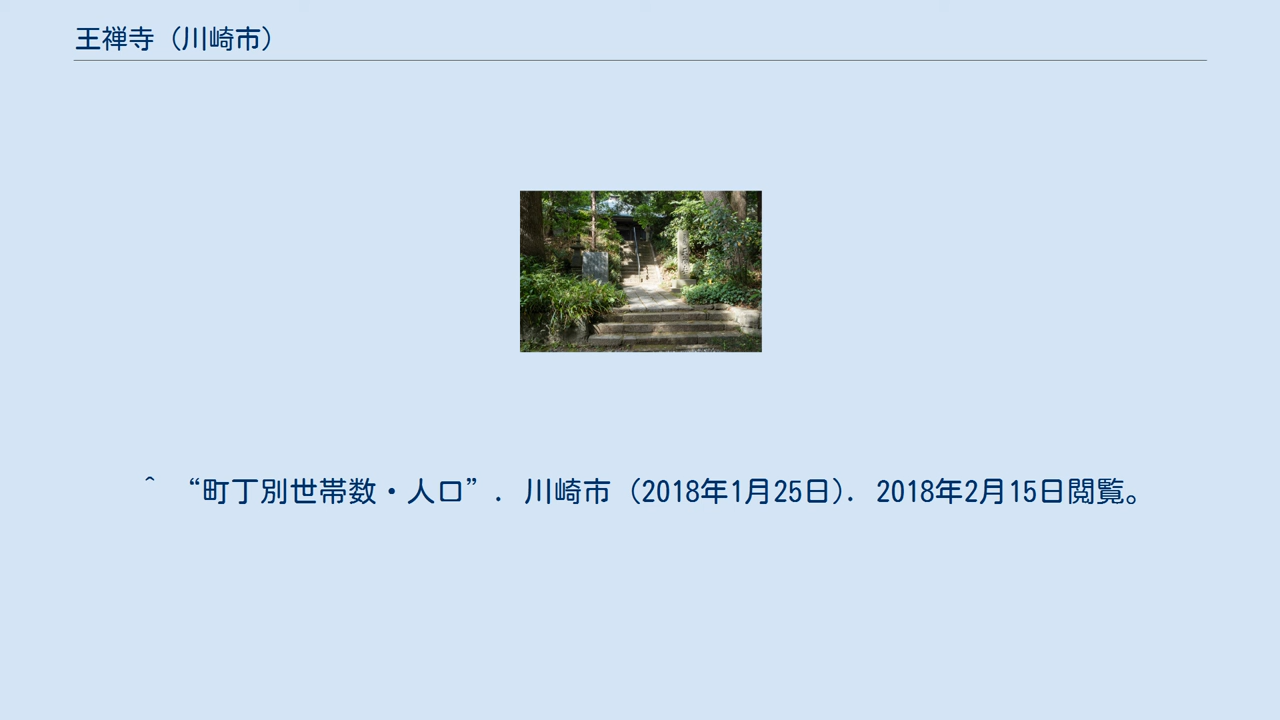 王禅寺（川崎市）
^ “町丁別世帯数・人口”. 川崎市 (2018年1月25日). 2018年2月15日閲覧。